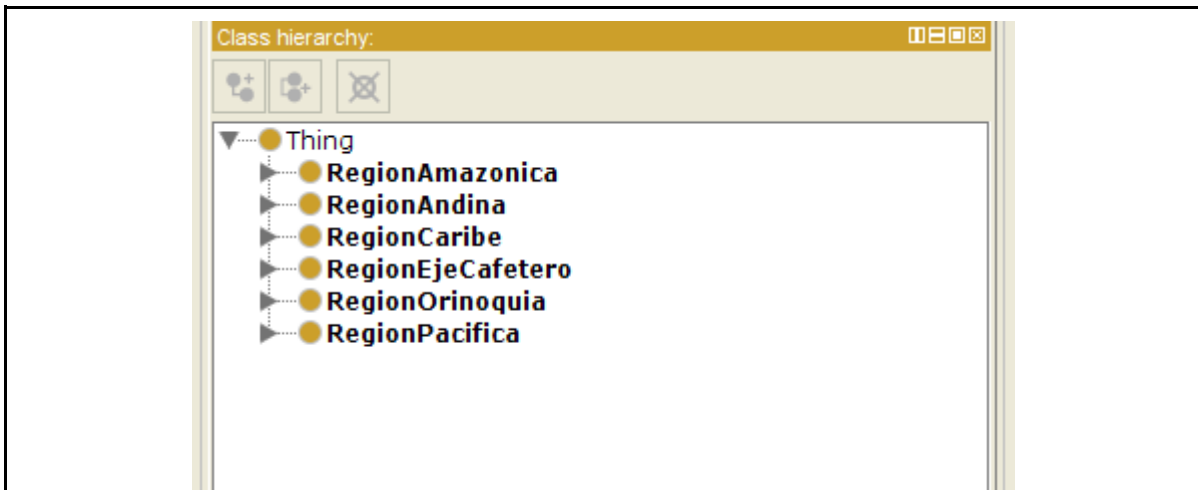 Class hierarchy:
Thing
RegionAmazonica
RegionAndina
RegionCaribe
RegionEjeCafetero
RegionOrinoquia
RegionPacifica